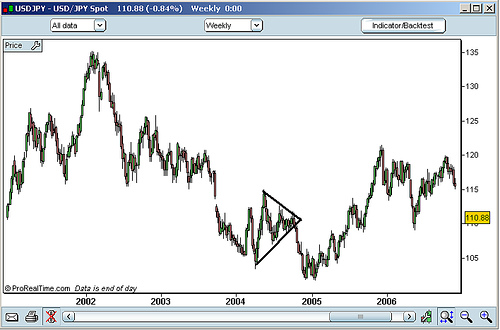 USDJPY - USD/JPY Spot 110.88 (-0.84%) Weekly 0:00
All data Weekly Indicator/Backtest
Price
135
130
125
120
115
110.88
105
© ProRealTime.com Data is end of day
2002 2003 2004 2005 2006